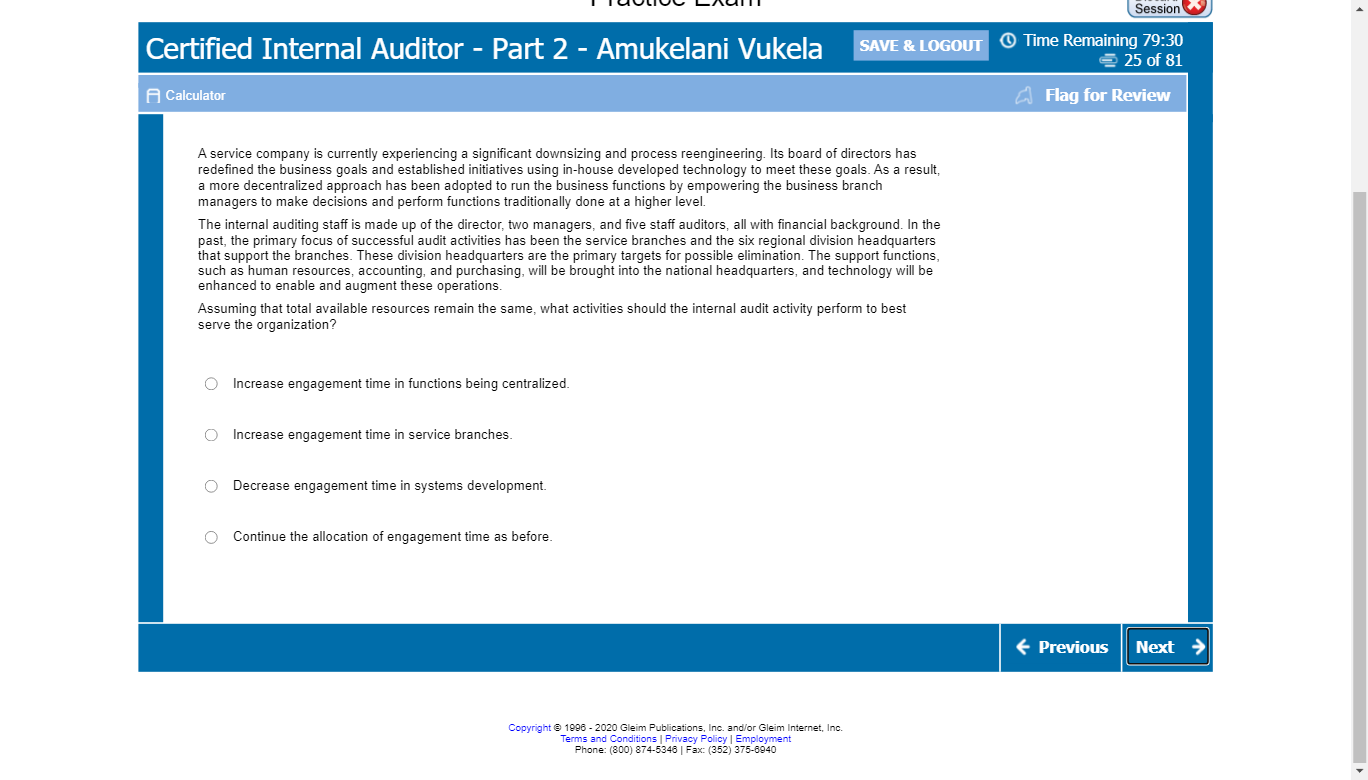 Practice Exam
Session
Certified Internal Auditor - Part 2 - Amukelani Vukela
SAVE & LOGOUT
Time Remaining 79:30
25 of 81
Calculator
Flag for Review
A service company is currently experiencing a significant downsizing and process reengineering. Its board of directors has
redefined the business goals and established initiatives using in-house developed technology to meet these goals. As a result,
a more decentralized approach has been adopted to run the business functions by empowering the business branch
managers to make decisions and perform functions traditionally done at a higher level.
The internal auditing staff is made up of the director, two managers, and five staff auditors, all with financial background. In the
past, the primary focus of successful audit activities has been the service branches and the six regional division headquarters
that support the branches. These division headquarters are the primary targets for possible elimination. The support functions,
such as human resources, accounting, and purchasing, will be brought into the national headquarters, and technology will be
enhanced to enable and augment these operations.
Assuming that total available resources remain the same, what activities should the internal audit activity perform to best
serve the organization?
Increase engagement time in functions being centralized.
Increase engagement time in service branches.
Decrease engagement time in systems development.
Continue the allocation of engagement time as before.
Previous
Next
Copyright © 1996 - 2020 Gleim Publications, Inc. and/or Gleim Internet, Inc.
Terms and Conditions | Privacy Policy | Employment
Phone: (800) 874-5346 | Fax: (352) 375-6940